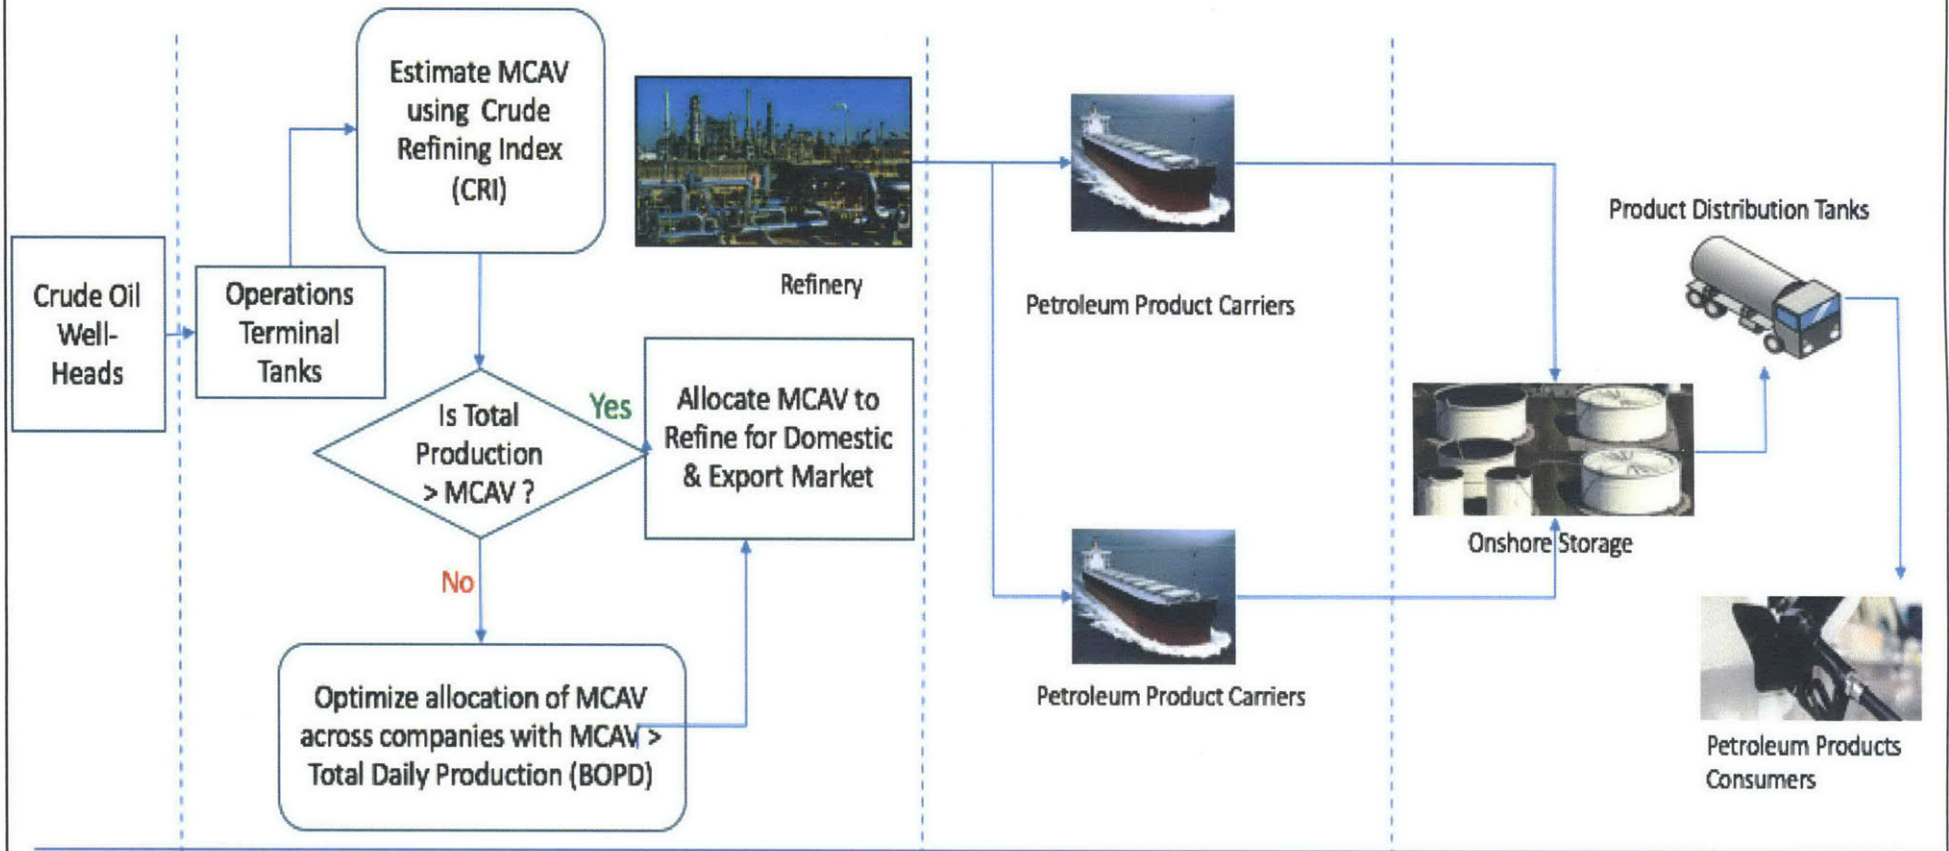 Estimate MCAV
using Crude
Refining Index
(CRI)
Crude Oil
Well-
Heads
Operations
Terminal
Tanks
Refinery
Is Total
Production
> MCAV ?
Yes
No
Allocate MCAV to
Refine for Domestic
& Export Market
Optimize allocation of MCAV
across companies with MCAV >
Total Daily Production (BOPD)
Petroleum Product Carriers
Petroleum Product Carriers
Product Distribution Tanks
Onshore Storage
Petroleum Products
Consumers